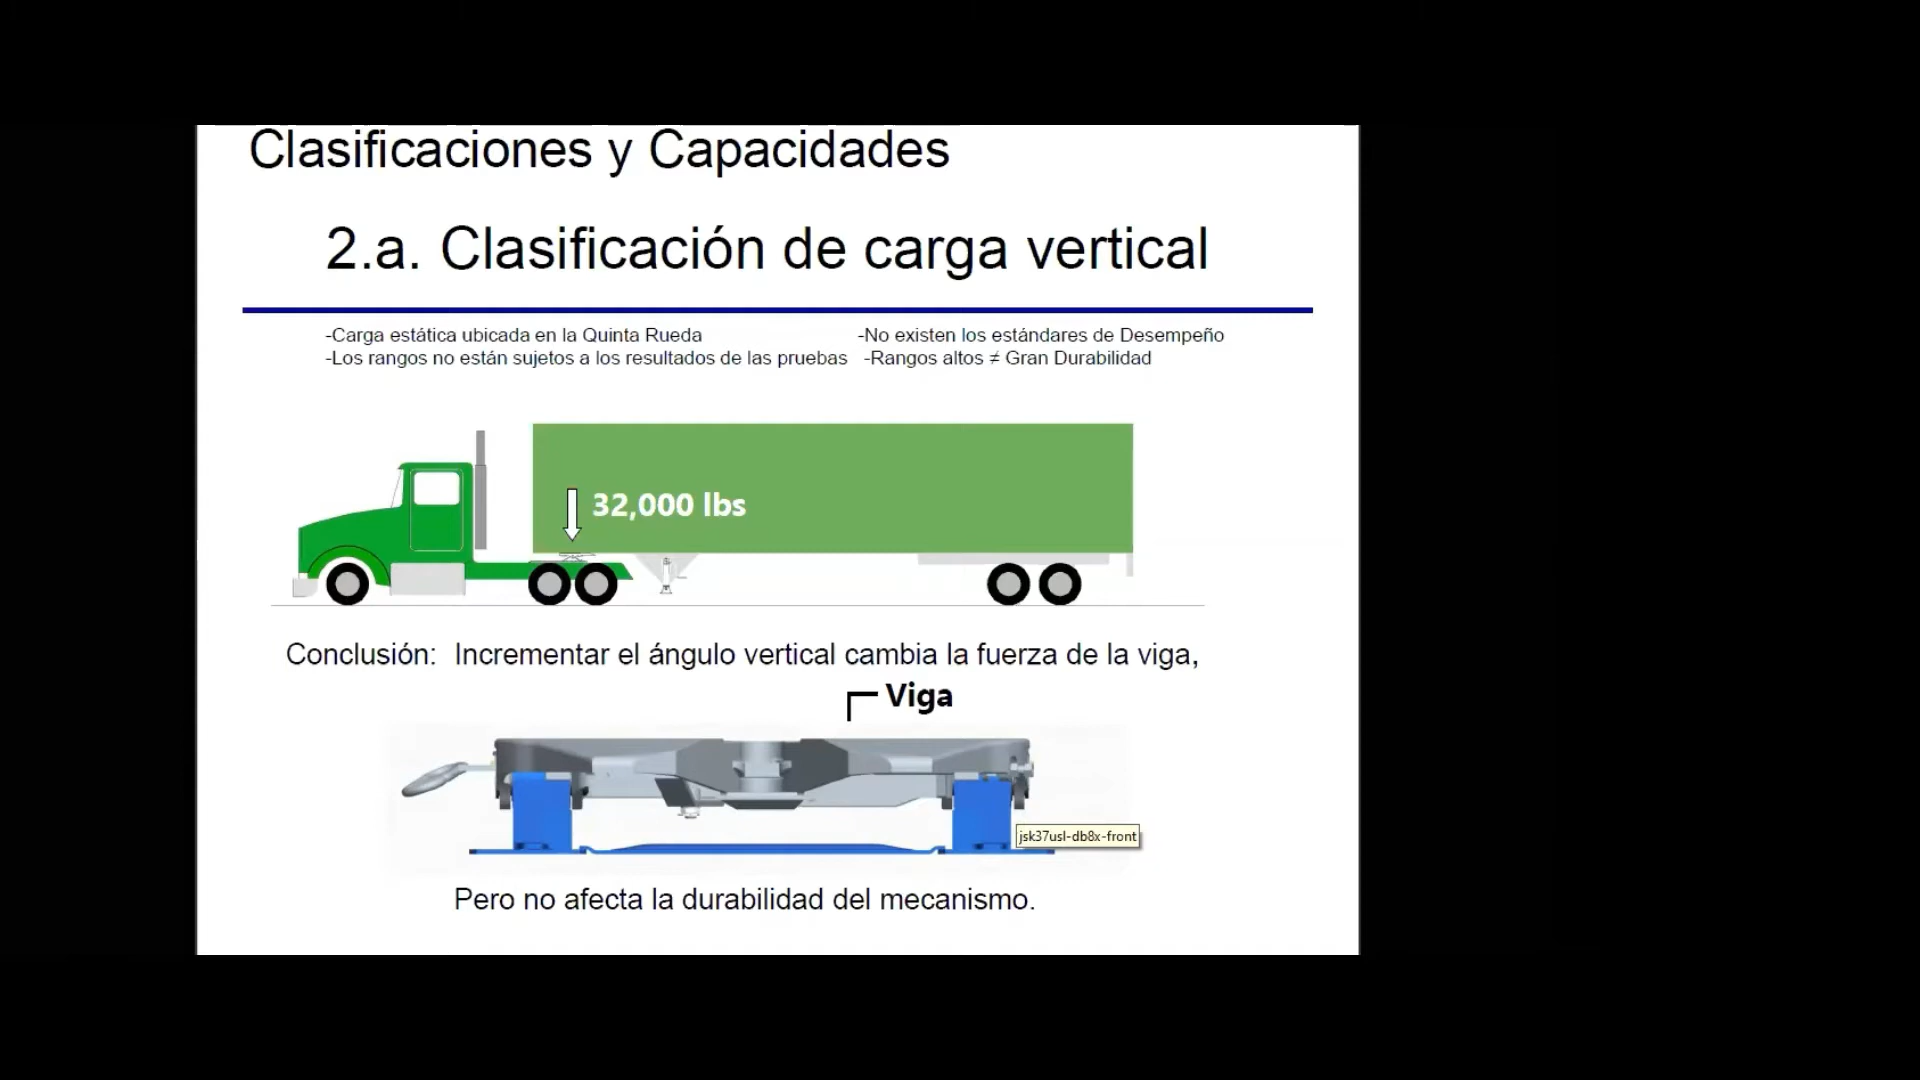 Clasificaciones y Capacidades
2.a. Clasificación de carga vertical
-Carga estática ubicada en la Quinta Rueda
-Los rangos no están sujetos a los resultados de las pruebas
-No existen los estándares de Desempeño
-Rangos altos ≠ Gran Durabilidad
32,000 lbs
Conclusión: Incrementar el ángulo vertical cambia la fuerza de la viga,
Viga
jsk37usl-db8x-front
Pero no afecta la durabilidad del mecanismo.